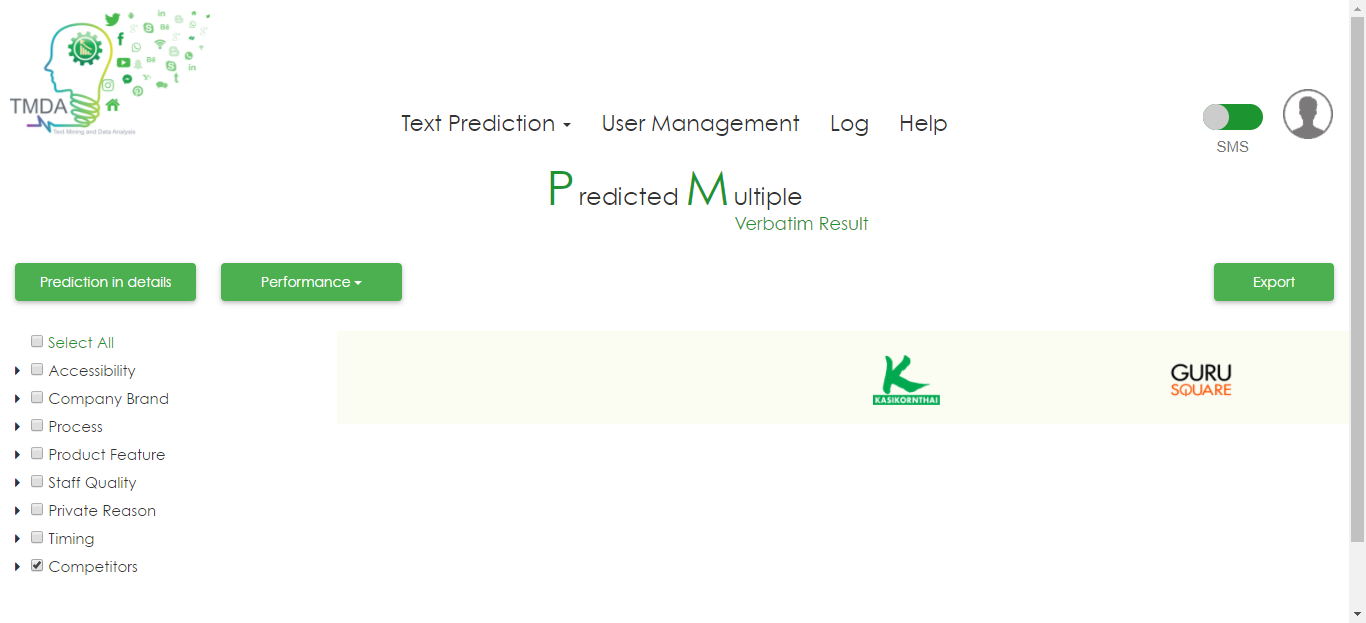 TMDA
Text Mining and Data Analysis
Text Prediction
User Management
Log
Help
SMS
Predicted Multiple
Verbatim Result
Prediction in details
Performance
Export
Select All
Accessibility
Company Brand
Process
Product Feature
Staff Quality
Private Reason
Timing
Competitors
KASIKORNTHAI
GURU
SQUARE